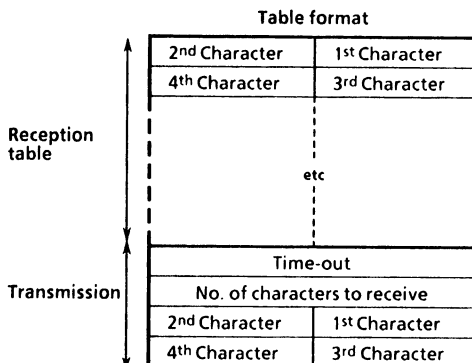 Table format
2nd Character 1st Character
4th Character 3rd Character
Reception
table
etc
Time-out
Transmission
No. of characters to receive
2nd Character 1st Character
4th Character 3rd Character